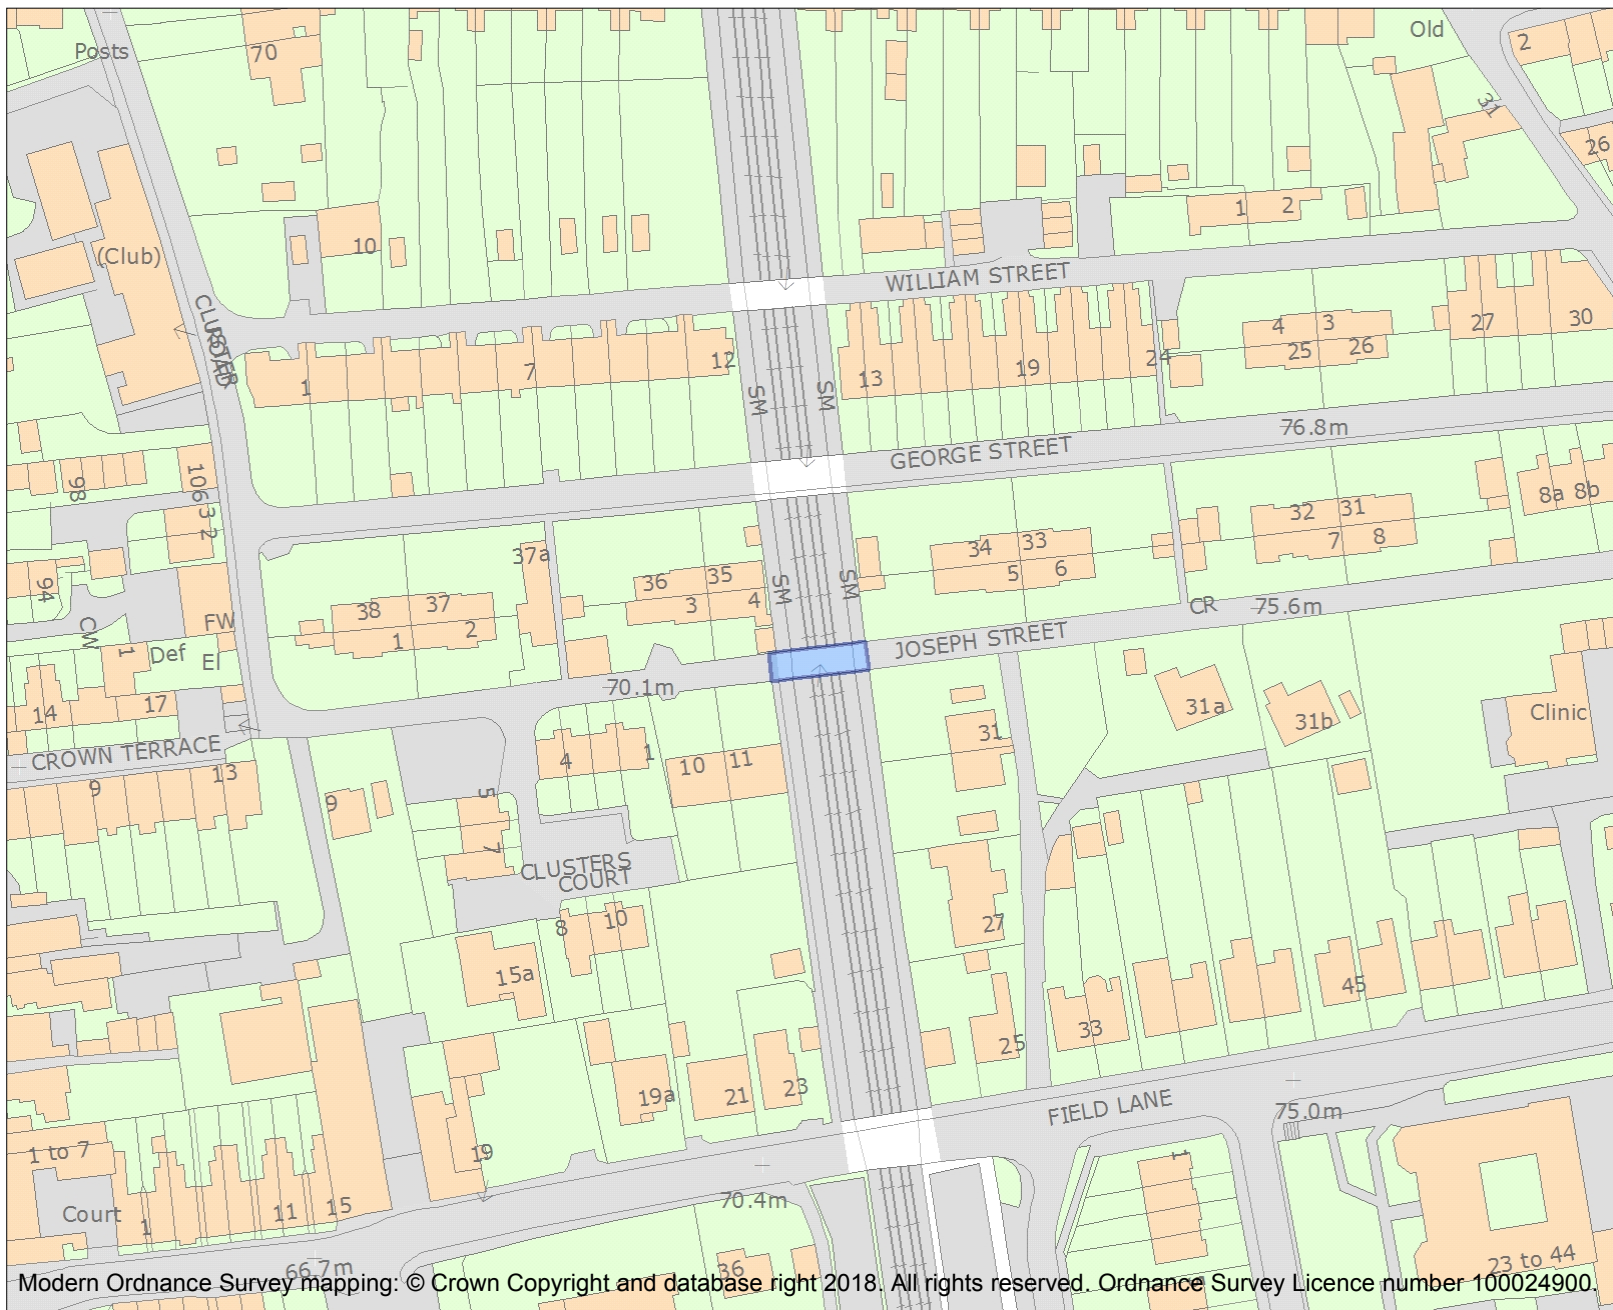 Posts
70
Old
2
31
26
(Club)
10
1 2
WILLIAM STREET
CLUSTER
ROAD
1
7
12
13
19
24
4 3
25 26
27
30
SM
SM
GEORGE STREET
76.8m
98
106
3
2
8a 8b
37a
34 33
5 6
32 31
7 8
94
CW
38 37
1 2
36 35
3 4
SM
SM
FW
Def
El
1
JOSEPH STREET
CR 75.6m
70.1m
14
17
31a
31b
Clinic
CROWN TERRACE
9
13
9
4
1
10 11
31
5
7
CLUSTERS
COURT
8
10
15a
27
45
33
25
19a
21
23
FIELD LANE
75.0m
1 to 7
19
1
Court
1
11
15
70.4m
66.7m
36
23 to 44
Modern Ordnance Survey mapping: © Crown Copyright and database right 2018. All rights reserved. Ordnance Survey Licence number 100024900.